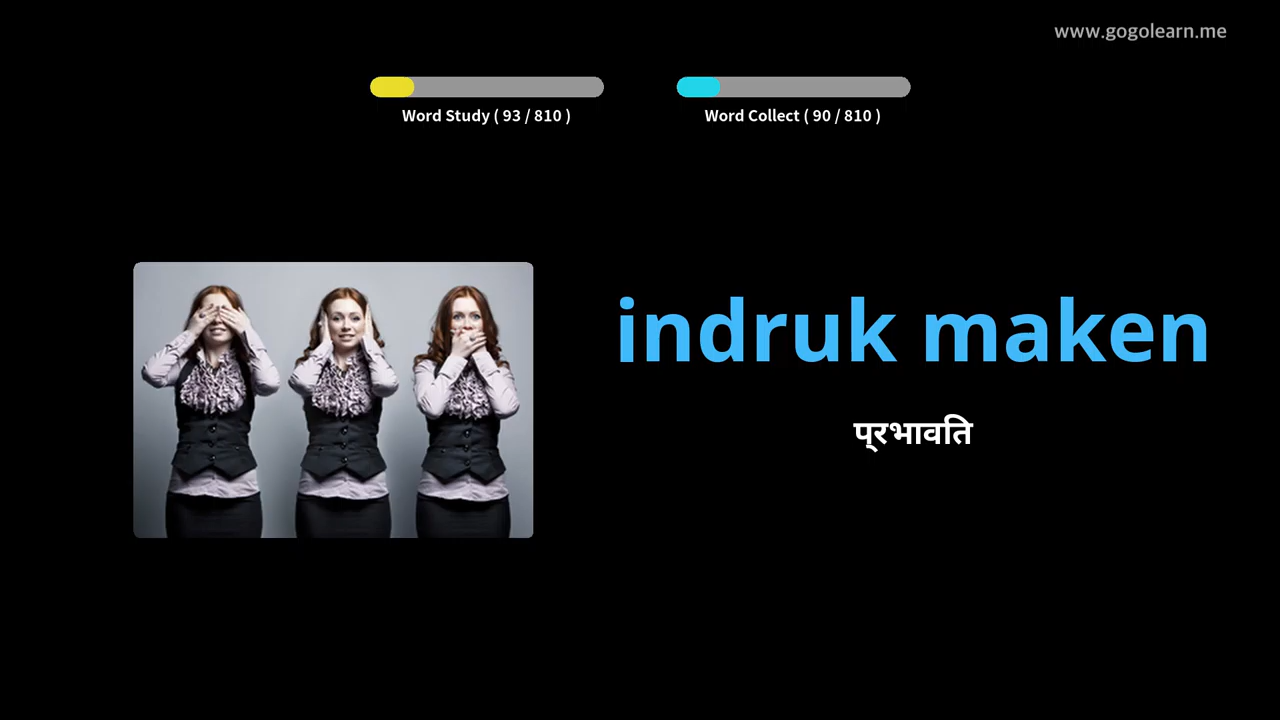 www.gogolearn.me
Word Study ( 93 / 810 )
Word Collect ( 90 / 810 )
indruk maken
प्रभावति